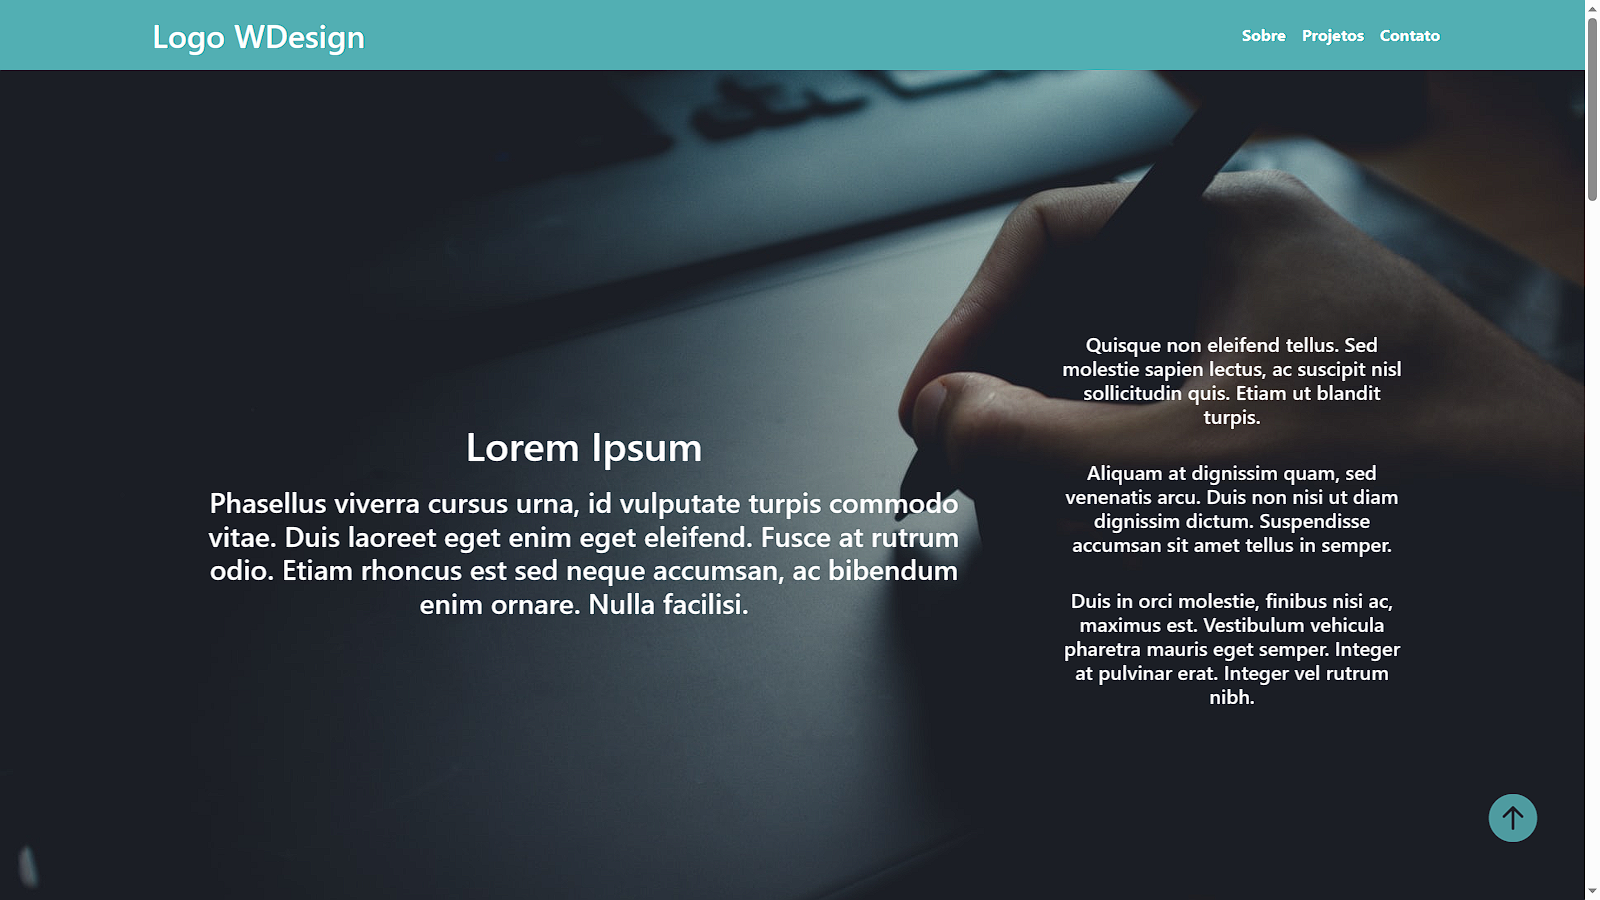 Logo WDesign
Sobre
Projetos
Contato
Lorem Ipsum
Phasellus viverra cursus urna, id vulputate turpis commodo
vitae. Duis laoreet eget enim eget eleifend. Fusce at rutrum
odio. Etiam rhoncus est sed neque accumsan, ac bibendum
enim ornare. Nulla facilisi.
Quisque non eleifend tellus. Sed
molestie sapien lectus, ac suscipit nisl
sollicitudin quis. Etiam ut blandit
turpis.
Aliquam at dignissim quam, sed
venenatis arcu. Duis non nisi ut diam
dignissim dictum. Suspendisse
accumsan sit amet tellus in semper.
Duis in orci molestie, finibus nisi ac,
maximus est. Vestibulum vehicula
pharetra mauris eget semper. Integer
at pulvinar erat. Integer vel rutrum
nibh.